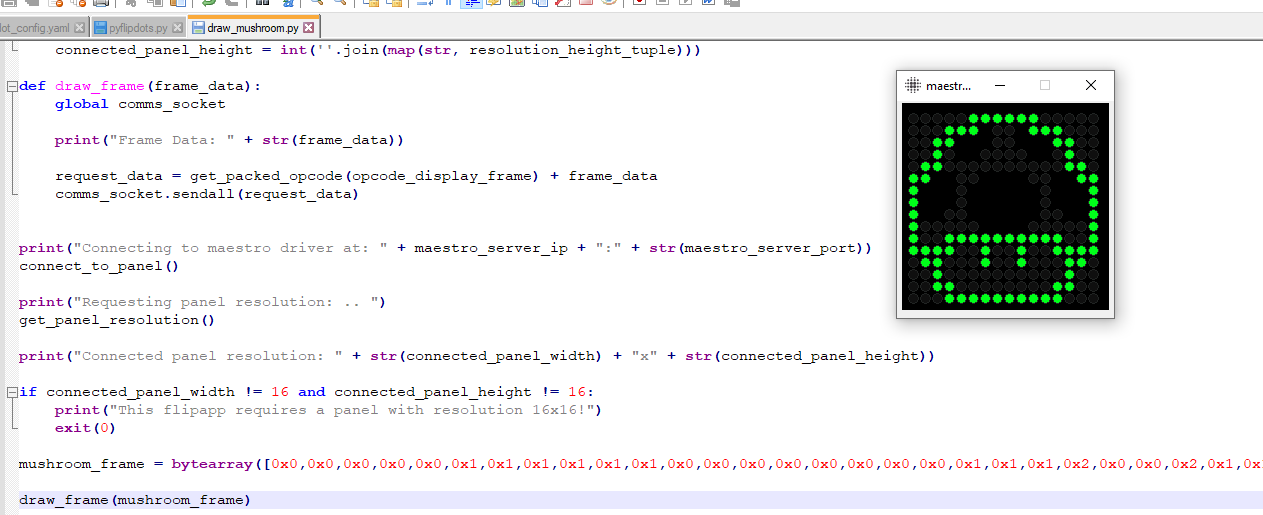 lot_config.yaml pyflipdots.py draw_mushroom.py
connected_panel_height = int(''.join(map(str, resolution_height_tuple)))
def draw_frame(frame_data):
global comms_socket
print("Frame Data: " + str(frame_data))
request_data = get_packed_opcode(opcode_display_frame) + frame_data
comms_socket.sendall(request_data)
print("Connecting to maestro driver at: " + maestro_server_ip + ":" + str(maestro_server_port))
connect_to_panel()
print("Requesting panel resolution: .. ")
get_panel_resolution()
print("Connected panel resolution: " + str(connected_panel_width) + "x" + str(connected_panel_height))
if connected_panel_width != 16 and connected_panel_height != 16:
print("This flipapp requires a panel with resolution 16x16!")
exit(0)
mushroom_frame = bytearray([0x0,0x0,0x0,0x0,0x0,0x1,0x1,0x1,0x1,0x1,0x1,0x0,0x0,0x0,0x0,0x0,0x0,0x0,0x0,0x1,0x1,0x1,0x2,0x0,0x0,0x2,0x1,0x
draw_frame(mushroom_frame)
maestr...